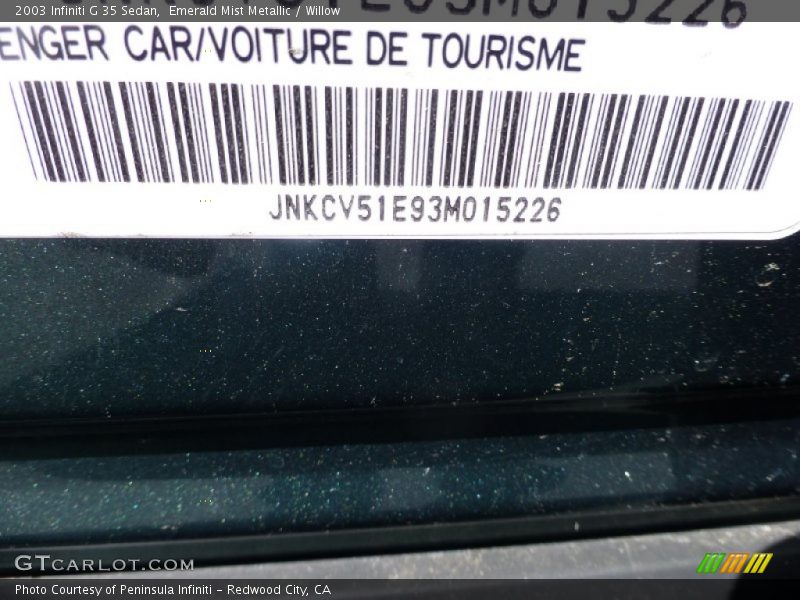 2003 Infiniti G 35 Sedan, Emerald Mist Metallic / Willow
ENGER CAR/VOITURE DE TOURISME
JNKCV51E93M015226
GTCARLOT.COM
Photo Courtesy of Peninsula Infiniti - Redwood City, CA